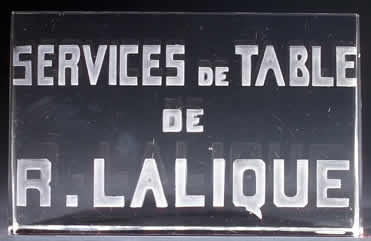 SERVICES DE TABLE
DE
R. LALIQUE